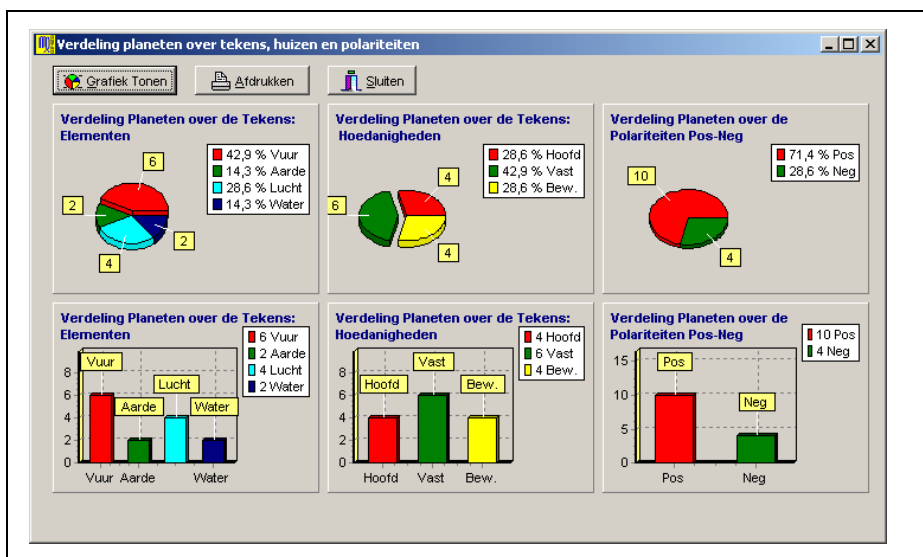 Verdeling planeten over tekens, huizen en polariteiten
Grafiek Tonen
Afdrukken
Sluiten
Verdeling Planeten over de Tekens:
Elementen
6
2
4
2
42,9 % Vuur
14,3 % Aarde
28,6 % Lucht
14,3 % Water
Verdeling Planeten over de Tekens:
Hoedanigheden
4
6
4
28,6 % Hoofd
42,9 % Vast
28,6 % Bew.
Verdeling Planeten over de
Polariteiten Pos-Neg
10
4
71,4 % Pos
28,6 % Neg
Verdeling Planeten over de Tekens:
Elementen
6 Vuur
2 Aarde
4 Lucht
2 Water
Vuur
Lucht
Aarde
Water
8
6
4
2
0
Vuur Aarde Water
Verdeling Planeten over de Tekens:
Hoedanigheden
4 Hoofd
6 Vast
4 Bew.
Hoofd
Vast
Bew.
8
6
4
2
0
Hoofd Vast Bew.
Verdeling Planeten over de
Polariteiten Pos-Neg
10 Pos
4 Neg
Pos
Neg
15
10
5
0
Pos Neg